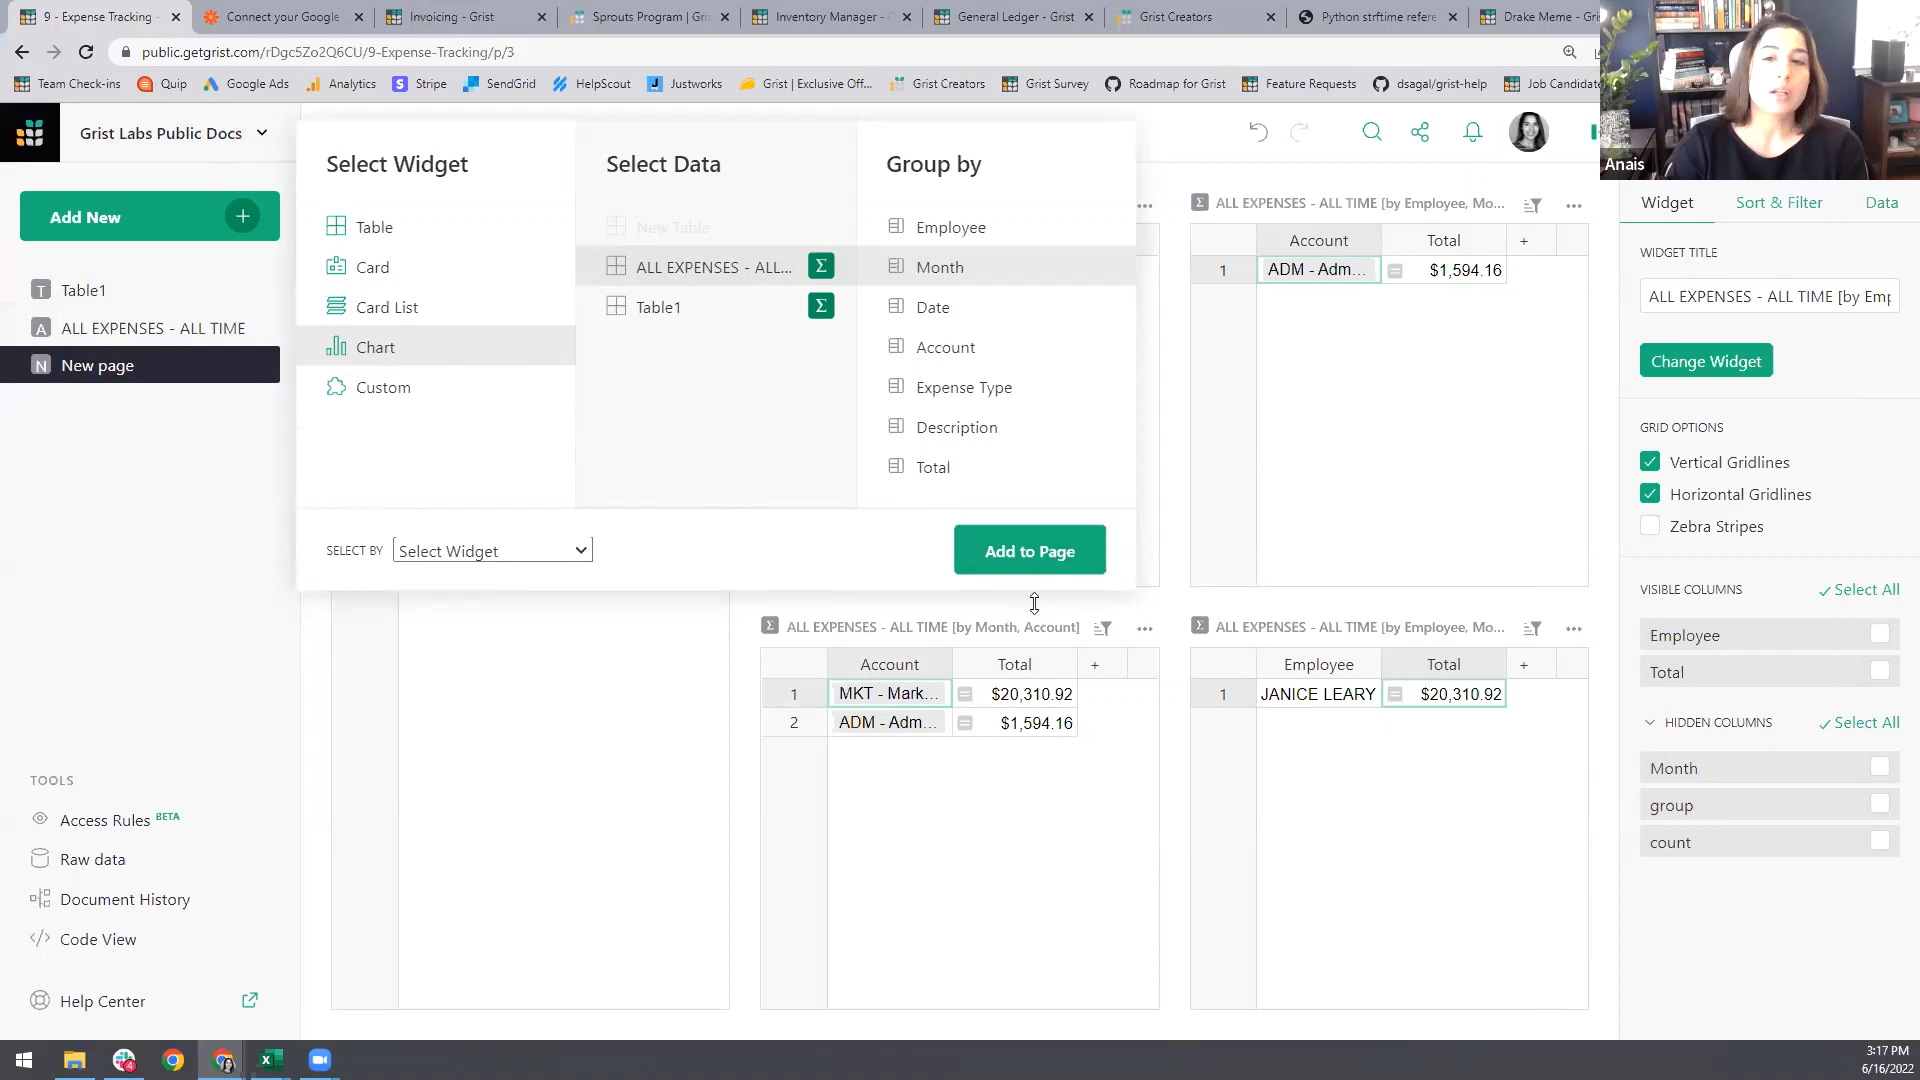 9 - Expense Tracking -
Connect your Google
Invoicing - Grist
Sprouts Program | Gris
Inventory Manager -
General Ledger - Grist
Grist Creators
Python strftime refere
Drake Meme - Gri
public.getgrist.com/rDgc5Zo2Q6CU/9-Expense-Tracking/p/3
Team Check-ins
Quip
Google Ads
Analytics
Stripe
SendGrid
HelpScout
Justworks
Grist | Exclusive Off...
Grist Creators
Grist Survey
Roadmap for Grist
Feature Requests
dsagal/grist-help
Job Candidate
Anais
Grist Labs Public Docs
Add New +
Table1
ALL EXPENSES - ALL TIME
New page
TOOLS
Access Rules BETA
Raw data
Document History
Code View
Help Center
Select Widget
Table
Card
Card List
Chart
Custom
Select Data
New Table
ALL EXPENSES - ALL... Σ
Table1 Σ
Group by
Employee
Month
Date
Account
Expense Type
Description
Total
SELECT BY Select Widget
Add to Page
ALL EXPENSES - ALL TIME [by Employee, Mo...
Account Total +
1 ADM - Adm... = $1,594.16
ALL EXPENSES - ALL TIME [by Month, Account]
Account Total +
1 MKT - Mark... = $20,310.92
2 ADM - Adm... = $1,594.16
ALL EXPENSES - ALL TIME [by Employee, Mo...
Employee Total +
1 JANICE LEARY = $20,310.92
Widget Sort & Filter Data
WIDGET TITLE
ALL EXPENSES - ALL TIME [by Emp
Change Widget
GRID OPTIONS
Vertical Gridlines
Horizontal Gridlines
Zebra Stripes
VISIBLE COLUMNS Select All
Employee
Total
HIDDEN COLUMNS Select All
Month
group
count
3:17 PM
6/16/2022